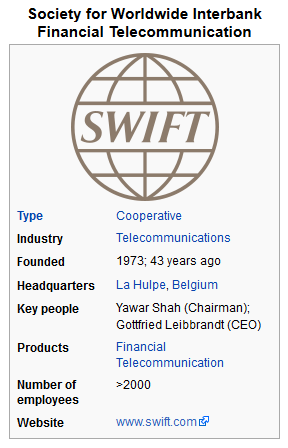 Society for Worldwide Interbank
Financial Telecommunication
SWIFT
Type Cooperative
Industry Telecommunications
Founded 1973; 43 years ago
Headquarters La Hulpe, Belgium
Key people Yawar Shah (Chairman);
Gottfried Leibbrandt (CEO)
Products Financial
Telecommunication
Number of >2000
employees
Website www.swift.com